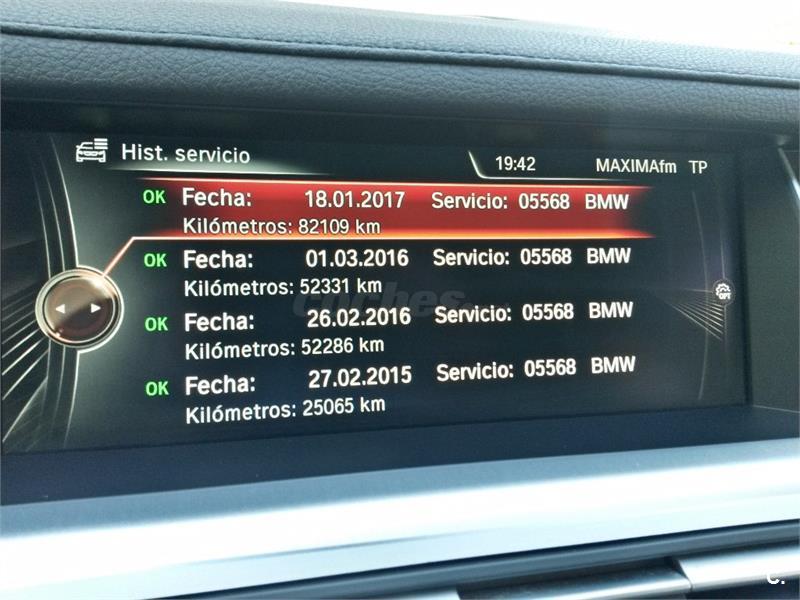 Hist. servicio 19:42 MAXIMAfm TP
OK Fecha: 18.01.2017 Servicio: 05568 BMW
Kilómetros: 82109 km
OK Fecha: 01.03.2016 Servicio: 05568 BMW
Kilómetros: 52331 km
OPT
coches
OK Fecha: 26.02.2016 Servicio: 05568 BMW
Kilómetros: 52286 km
OK Fecha: 27.02.2015 Servicio: 05568 BMW
Kilómetros: 25065 km
c.